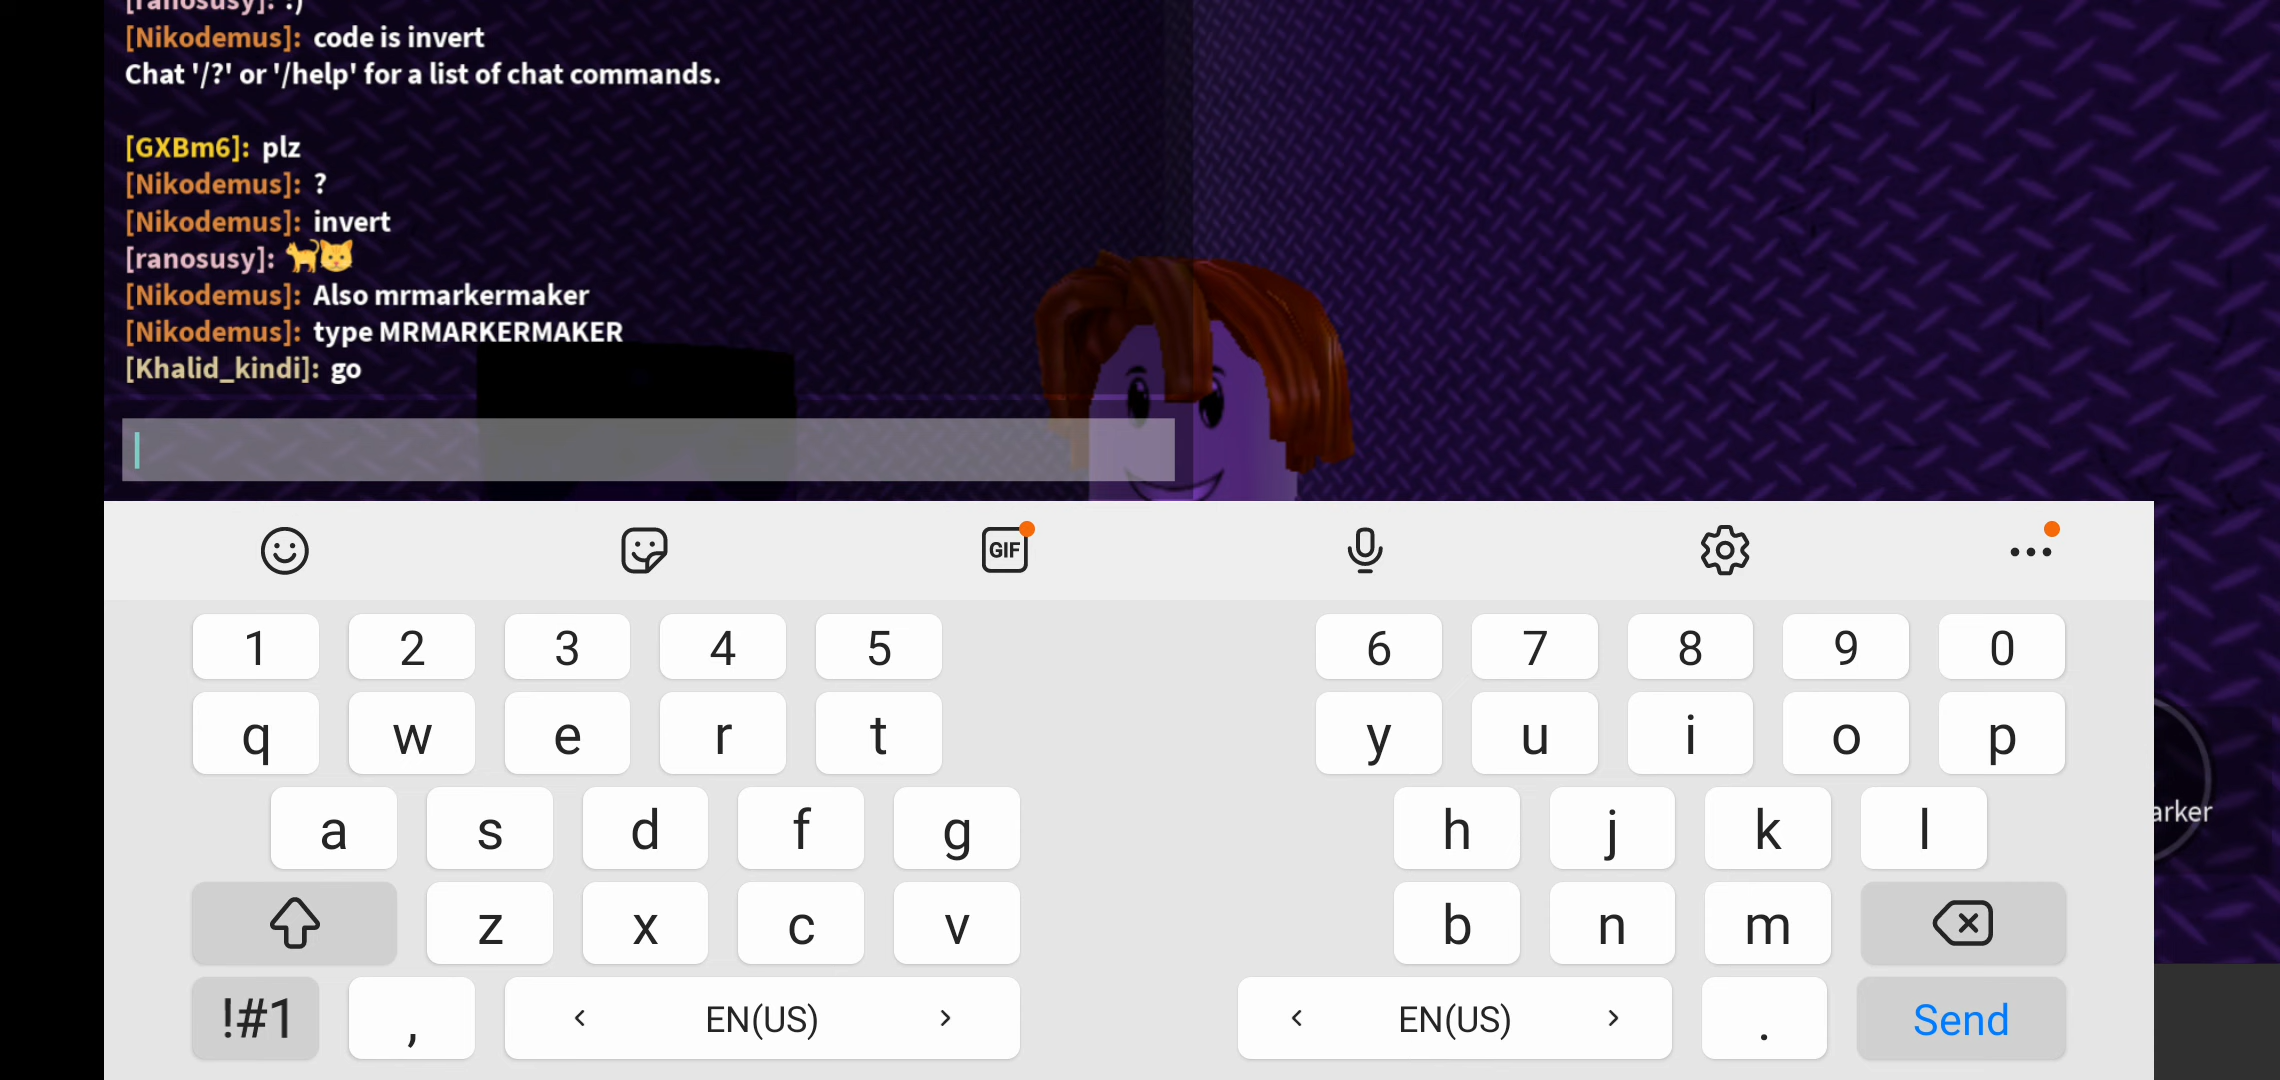 [ranosusy]: :)
[Nikodemus]: code is invert
Chat '/?' or '/help' for a list of chat commands.
[GXBm6]: plz
[Nikodemus]: ?
[Nikodemus]: invert
[ranosusy]: 🐈🐱
[Nikodemus]: Also mrmarkermaker
[Nikodemus]: type MRMARKERMAKER
[Khalid_kindi]: go
GIF
1 2 3 4 5 6 7 8 9 0
q w e r t y u i o p
a s d f g h j k l
arker
z x c v b n m
!#1 , < EN(US) > < EN(US) > . Send